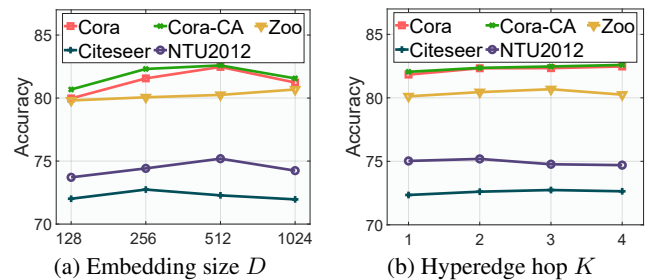 Cora Cora-CA Zoo
Citeseer NTU2012
Accuracy
85
80
75
70
128 256 512 1024
(a) Embedding size D
Cora Cora-CA Zoo
Citeseer NTU2012
Accuracy
85
80
75
70
1 2 3 4
(b) Hyperedge hop K